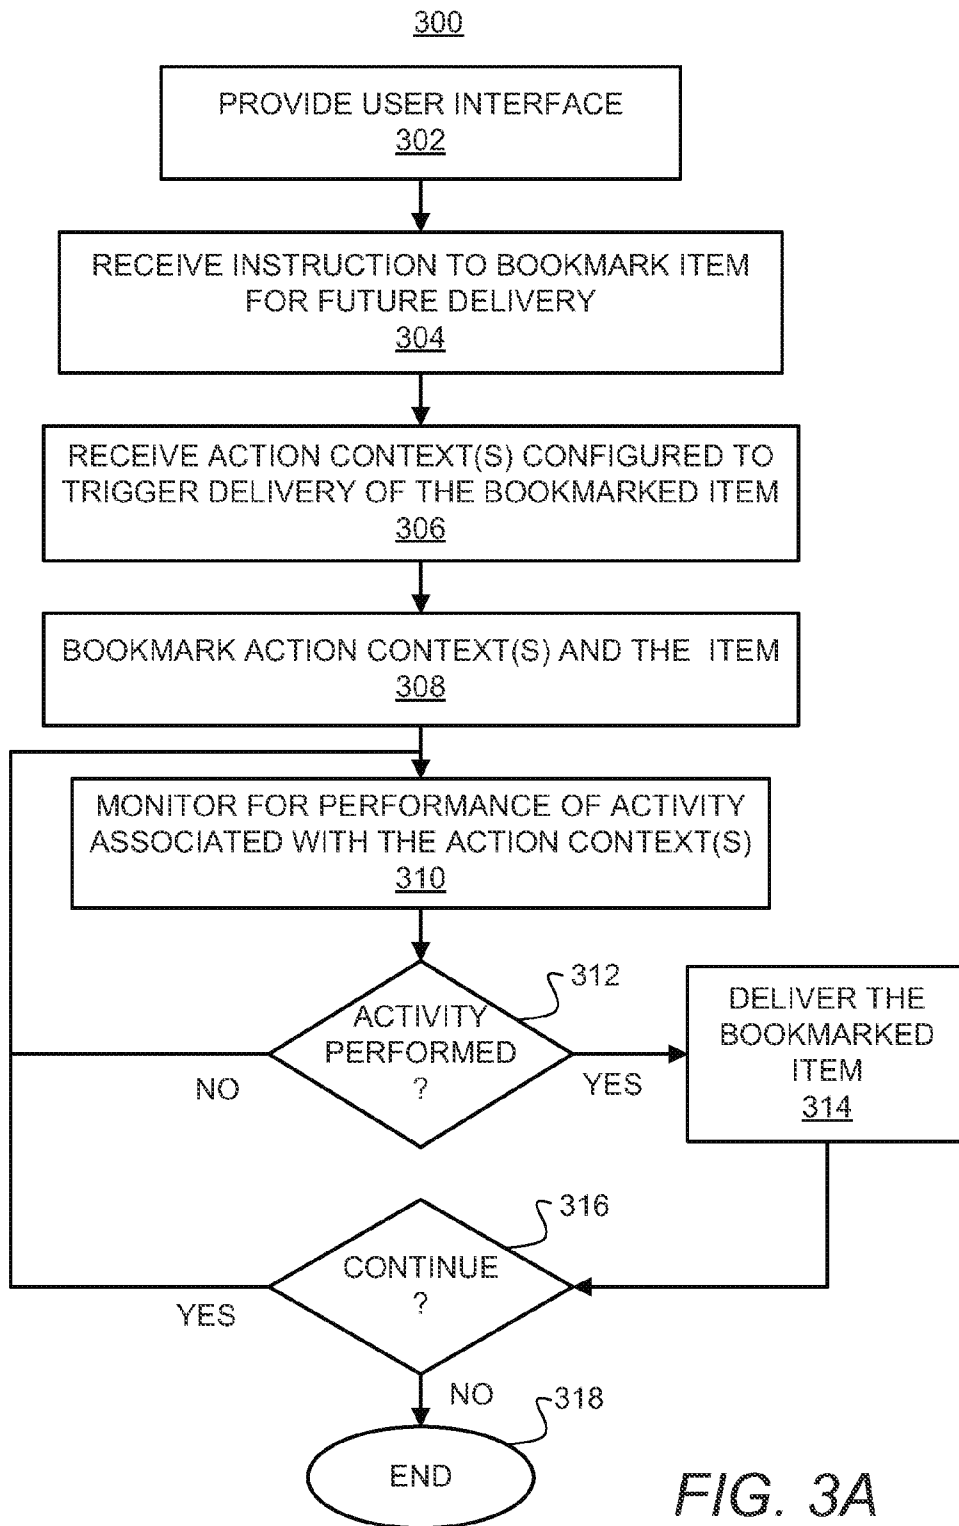 300
PROVIDE USER INTERFACE
302
RECEIVE INSTRUCTION TO BOOKMARK ITEM
FOR FUTURE DELIVERY
304
RECEIVE ACTION CONTEXT(S) CONFIGURED TO
TRIGGER DELIVERY OF THE BOOKMARKED ITEM
306
BOOKMARK ACTION CONTEXT(S) AND THE ITEM
308
MONITOR FOR PERFORMANCE OF ACTIVITY
ASSOCIATED WITH THE ACTION CONTEXT(S)
310
312
ACTIVITY
PERFORMED
?
NO
YES
DELIVER THE
BOOKMARKED
ITEM
314
316
CONTINUE
?
YES
NO
318
END
FIG. 3A